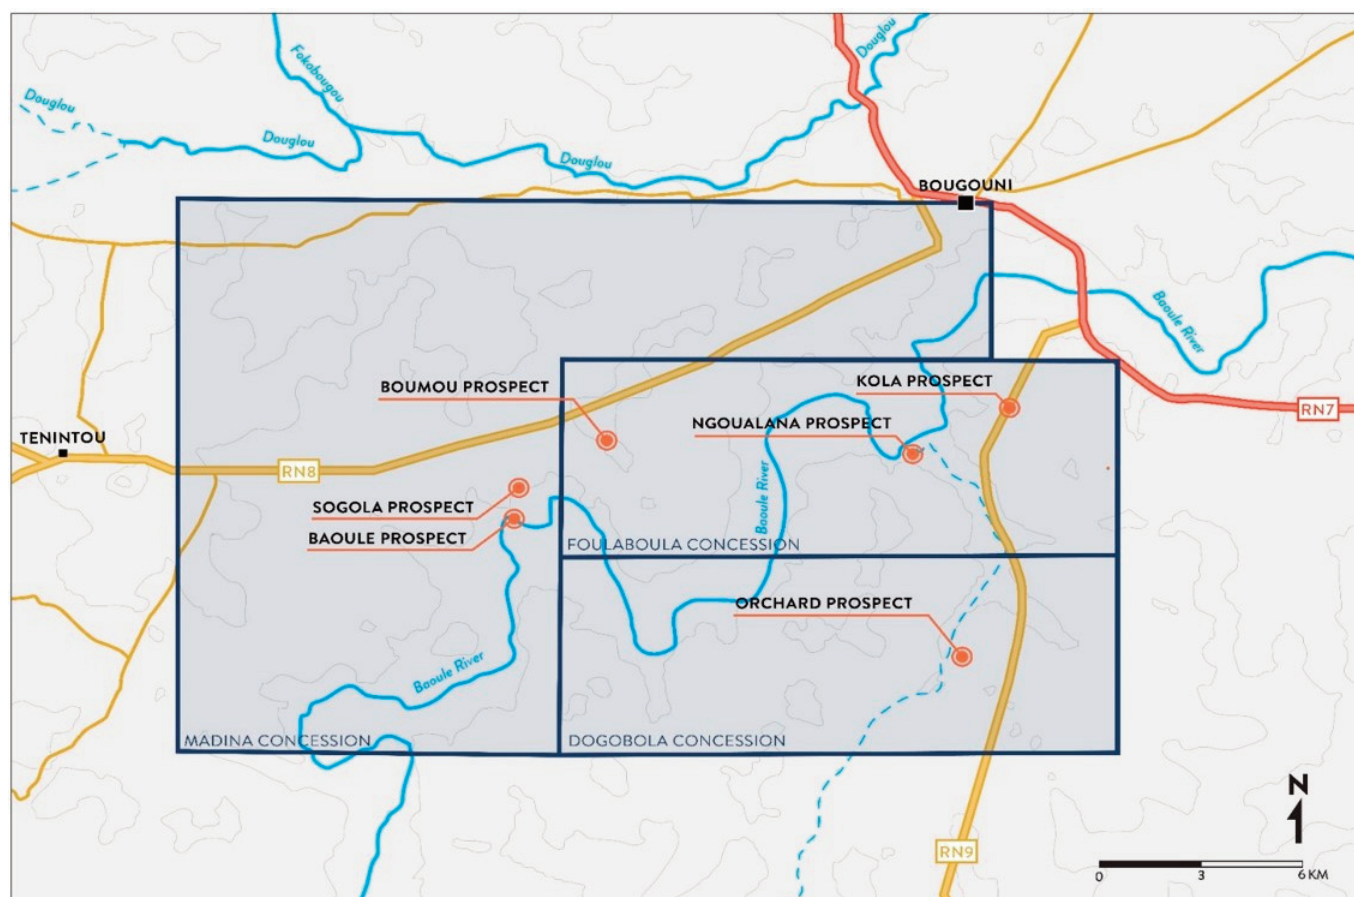 Fokabougou
Douglou
Douglou
Douglou
Douglou
BOUGOUNI
Baoule River
BOUMOU PROSPECT
KOLA PROSPECT
RN7
NGOUALANA PROSPECT
TENINTOU
RN8
Baoule River
SOGOLA PROSPECT
BAOULE PROSPECT
FOULABOULA CONCESSION
ORCHARD PROSPECT
Baoule River
MADINA CONCESSION
DOGOBOLA CONCESSION
N
RN9
0 3 6 KM